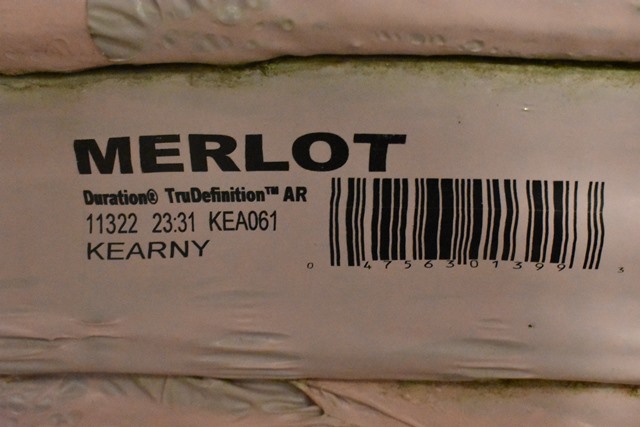 MERLOT
Duration® TruDefinition™ AR
11322 23:31 KEA061
KEARNY
0 47563 01399 3